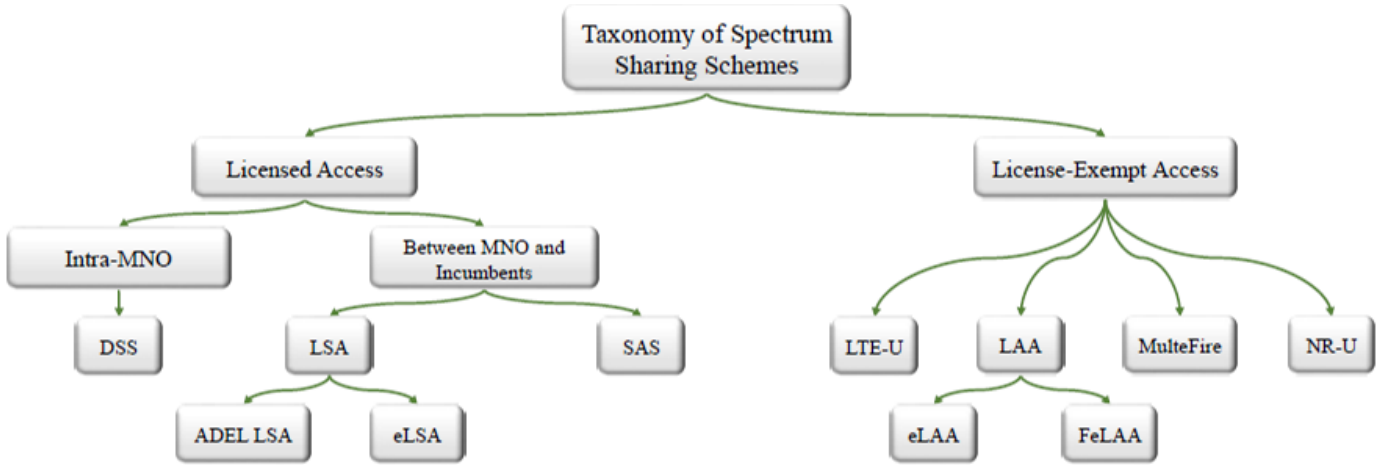 Taxonomy of Spectrum
Sharing Schemes
Licensed Access
License-Exempt Access
Intra-MNO
Between MNO and
Incumbents
DSS
LSA
SAS
LTE-U
LAA
MulteFire
NR-U
ADEL LSA
eLSA
eLAA
FeLAA